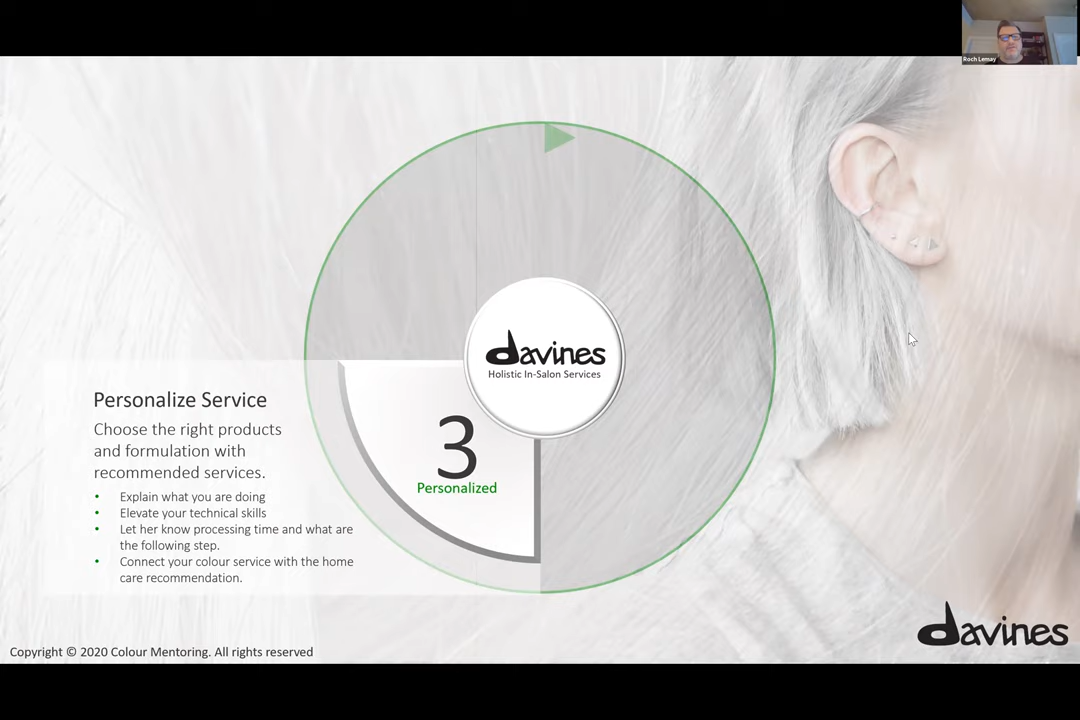 Roch Lemay
davines
Holistic In-Salon Services
3
Personalized
Personalize Service
Choose the right products
and formulation with
recommended services.
• Explain what you are doing
• Elevate your technical skills
• Let her know processing time and what are
the following step.
• Connect your colour service with the home
care recommendation.
davines
Copyright © 2020 Colour Mentoring. All rights reserved